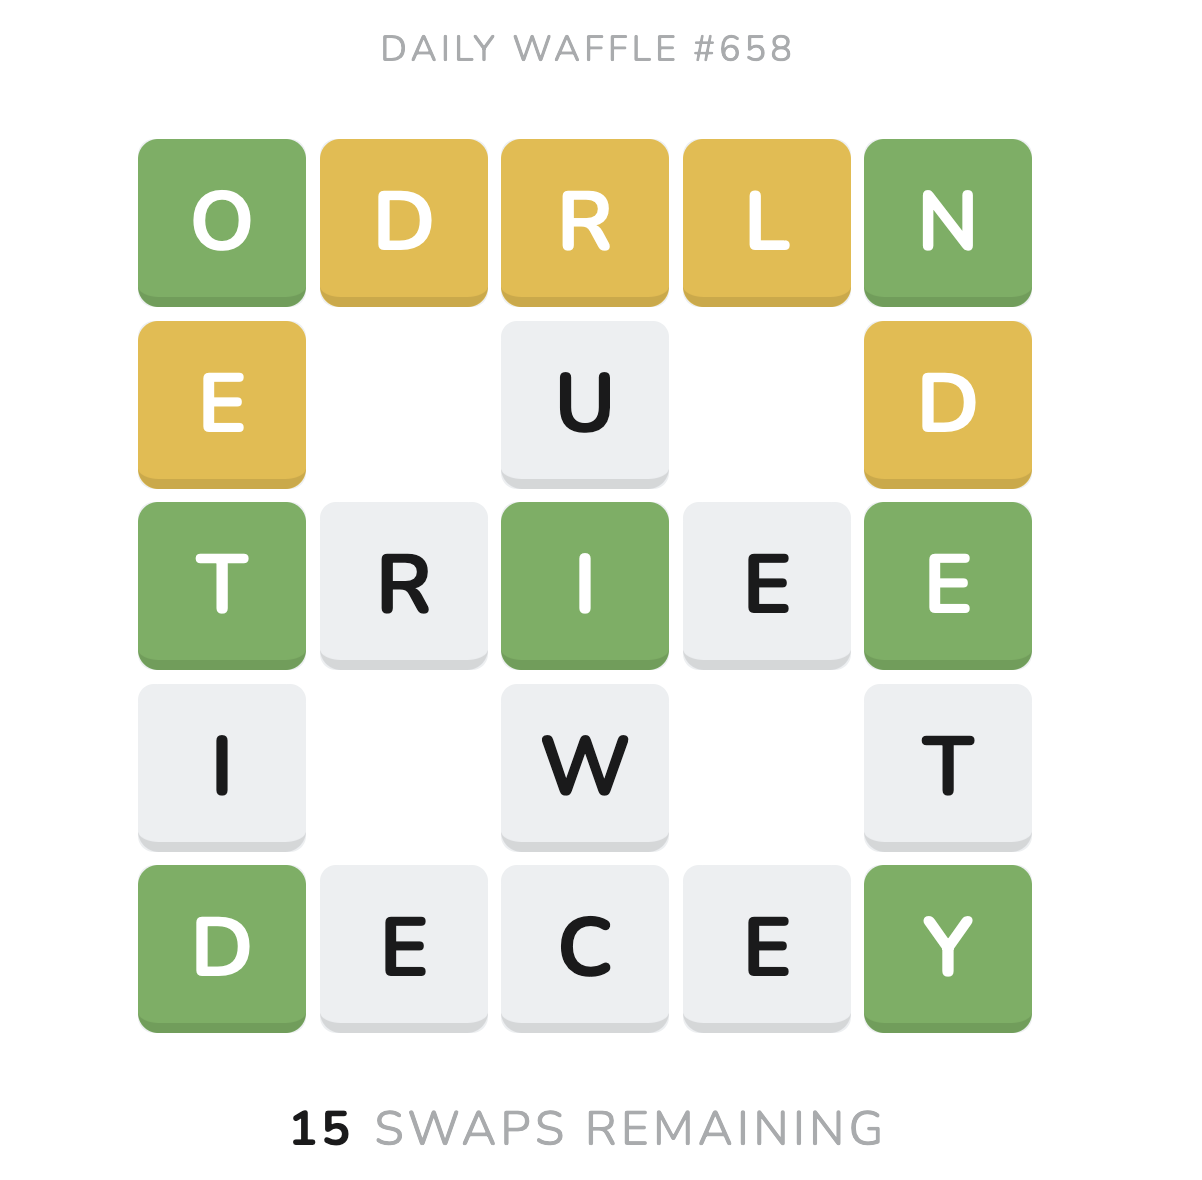 DAILY WAFFLE #658
O D R L N
E U D
T R I E E
I W T
D E C E Y
15 SWAPS REMAINING